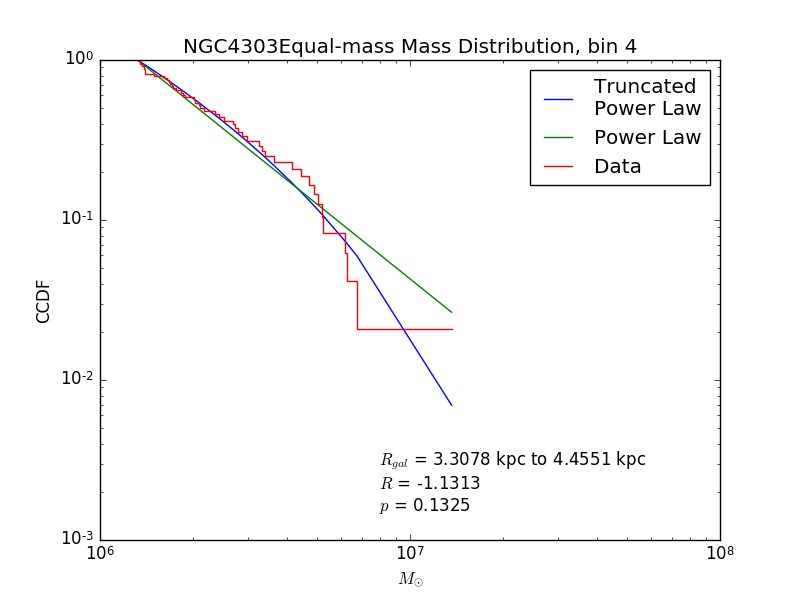 NGC4303Equal-mass Mass Distribution, bin 4
10^0
10^-1
10^-2
10^-3
CCDF
Truncated
Power Law
Power Law
Data
R_gal = 3.3078 kpc to 4.4551 kpc
R = -1.1313
p = 0.1325
10^6
10^7
10^8
M_⊙